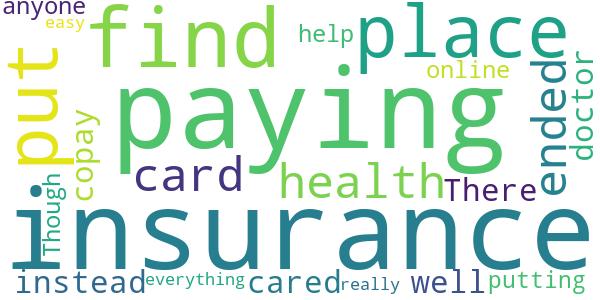 anyone
easy
find
help
place
online
put
paying
copay
ended
doctor
card
health
There
Though
insurance
instead
everything
cared
really
well
putting